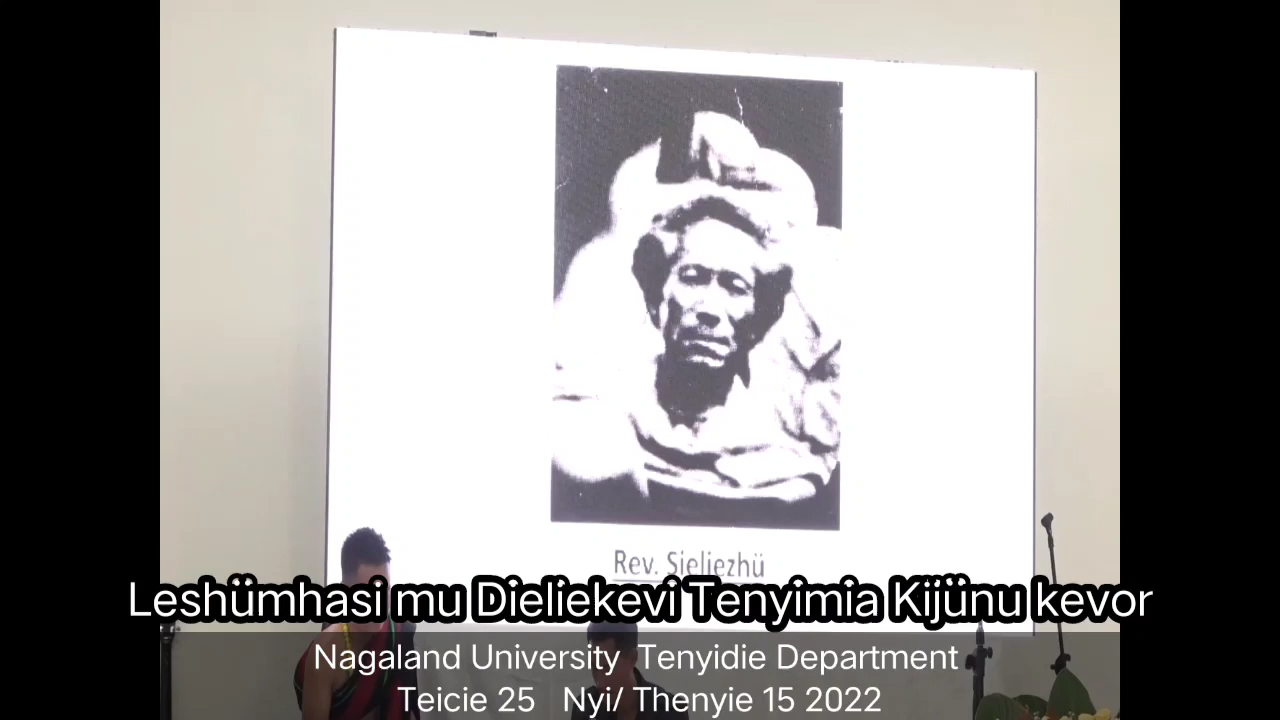 Rev. Sieliezhü
Leshümhasi mu Dieliekevi Tenyimia Kijünu kevor
Nagaland University Tenyidie Department
Teicie 25 Nyi/ Thenyie 15 2022